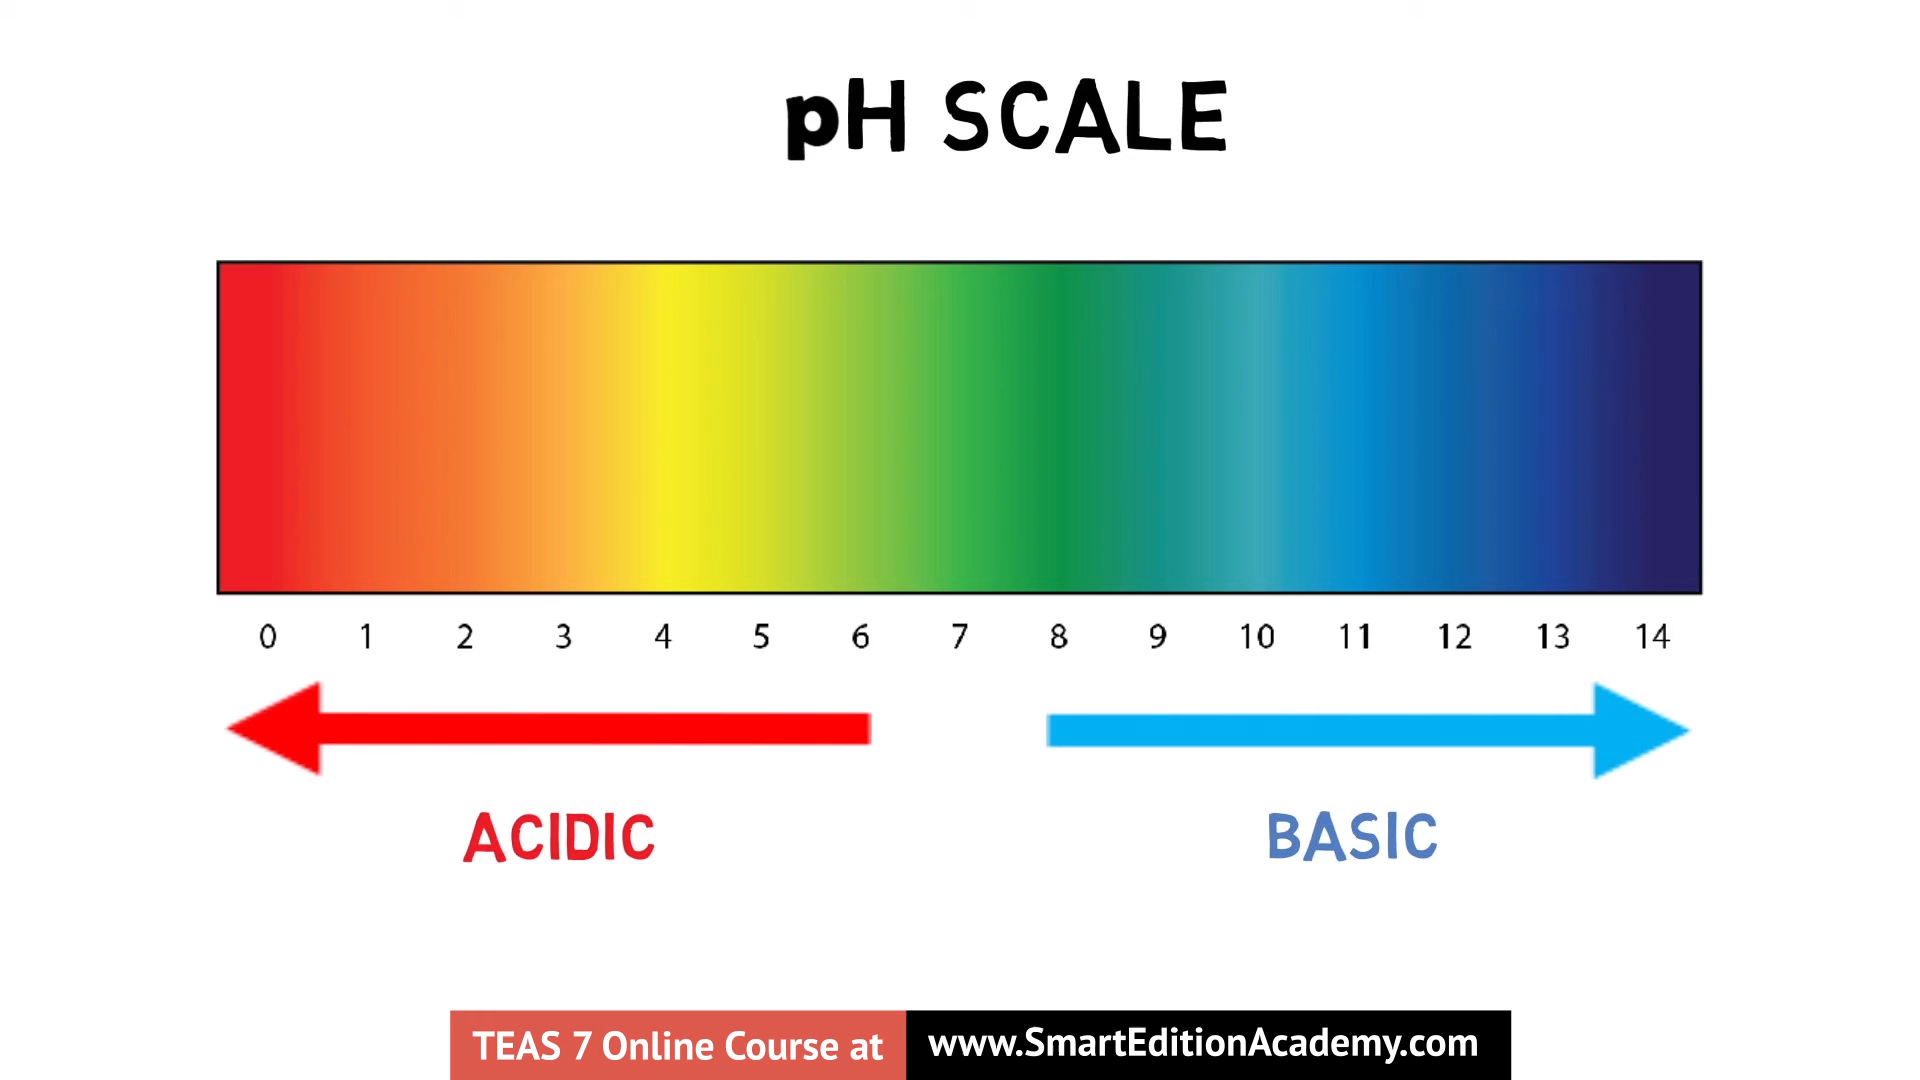 pH SCALE
0 1 2 3 4 5 6 7 8 9 10 11 12 13 14
ACIDIC BASIC
TEAS 7 Online Course at www.SmartEditionAcademy.com